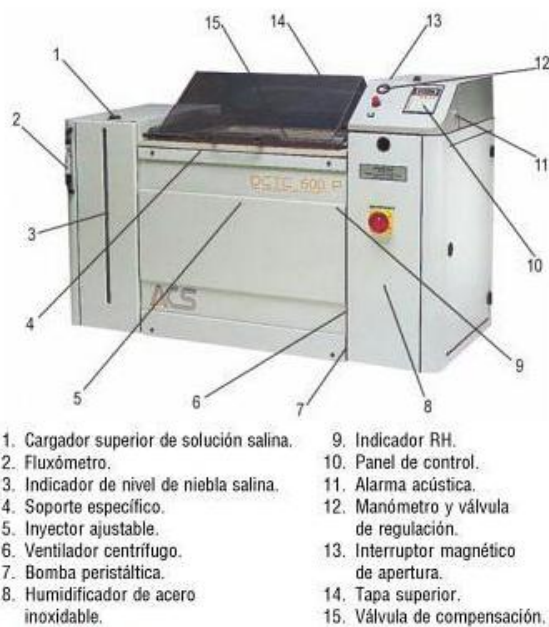 15
14
13
1
12
2
11
3
10
4
9
5
6
7
8
DCTC 600 P
ACS
1. Cargador superior de solución salina.
2. Fluxómetro.
3. Indicador de nivel de niebla salina.
4. Soporte específico.
5. Inyector ajustable.
6. Ventilador centrífugo.
7. Bomba peristáltica.
8. Humidificador de acero
inoxidable.
9. Indicador RH.
10. Panel de control.
11. Alarma acústica.
12. Manómetro y válvula
de regulación.
13. Interruptor magnético
de apertura.
14. Tapa superior.
15. Válvula de compensación.